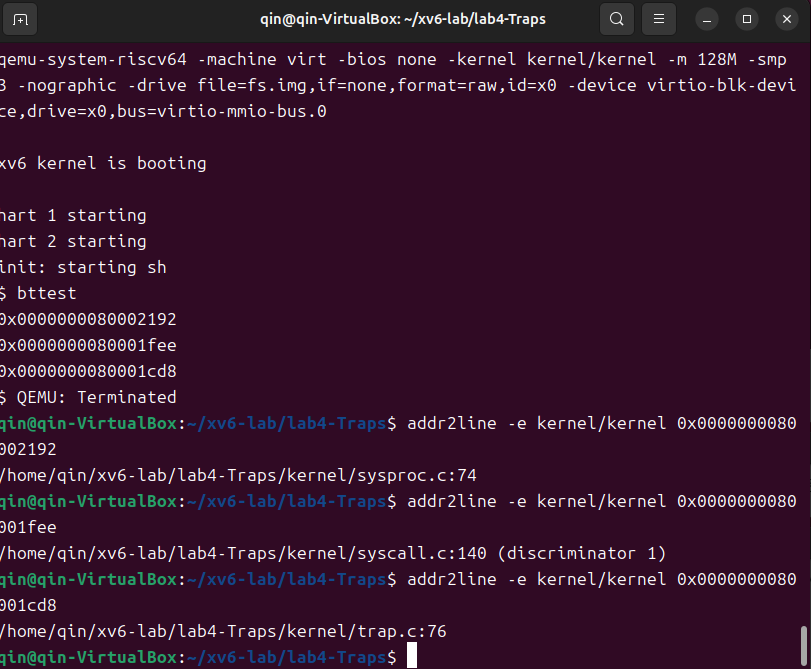 qin@qin-VirtualBox: ~/xv6-lab/lab4-Traps
qemu-system-riscv64 -machine virt -bios none -kernel kernel/kernel -m 128M -smp
3 -nographic -drive file=fs.img,if=none,format=raw,id=x0 -device virtio-blk-devi
ce,drive=x0,bus=virtio-mmio-bus.0
xv6 kernel is booting
hart 1 starting
hart 2 starting
init: starting sh
$ bttest
0x0000000080002192
0x0000000080001fee
0x0000000080001cd8
$ QEMU: Terminated
qin@qin-VirtualBox:~/xv6-lab/lab4-Traps$ addr2line -e kernel/kernel 0x0000000080
002192
/home/qin/xv6-lab/lab4-Traps/kernel/sysproc.c:74
qin@qin-VirtualBox:~/xv6-lab/lab4-Traps$ addr2line -e kernel/kernel 0x0000000080
001fee
/home/qin/xv6-lab/lab4-Traps/kernel/syscall.c:140 (discriminator 1)
qin@qin-VirtualBox:~/xv6-lab/lab4-Traps$ addr2line -e kernel/kernel 0x0000000080
001cd8
/home/qin/xv6-lab/lab4-Traps/kernel/trap.c:76
qin@qin-VirtualBox:~/xv6-lab/lab4-Traps$